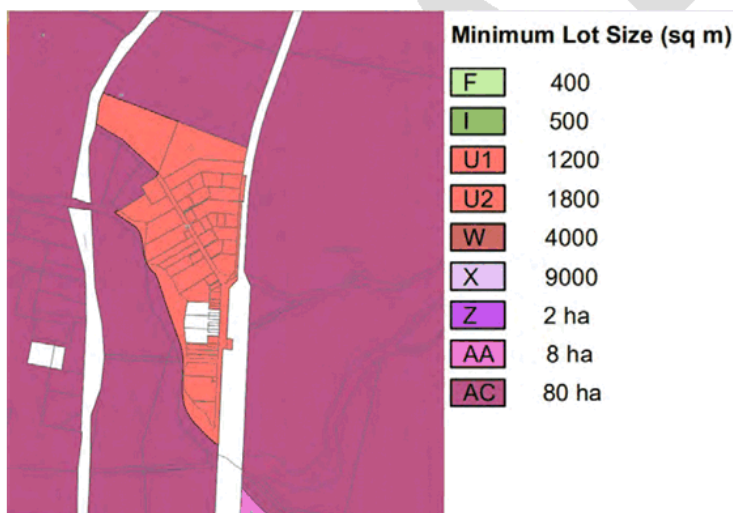 Minimum Lot Size (sq m)
F 400
I 500
U1 1200
U2 1800
W 4000
X 9000
Z 2 ha
AA 8 ha
AC 80 ha